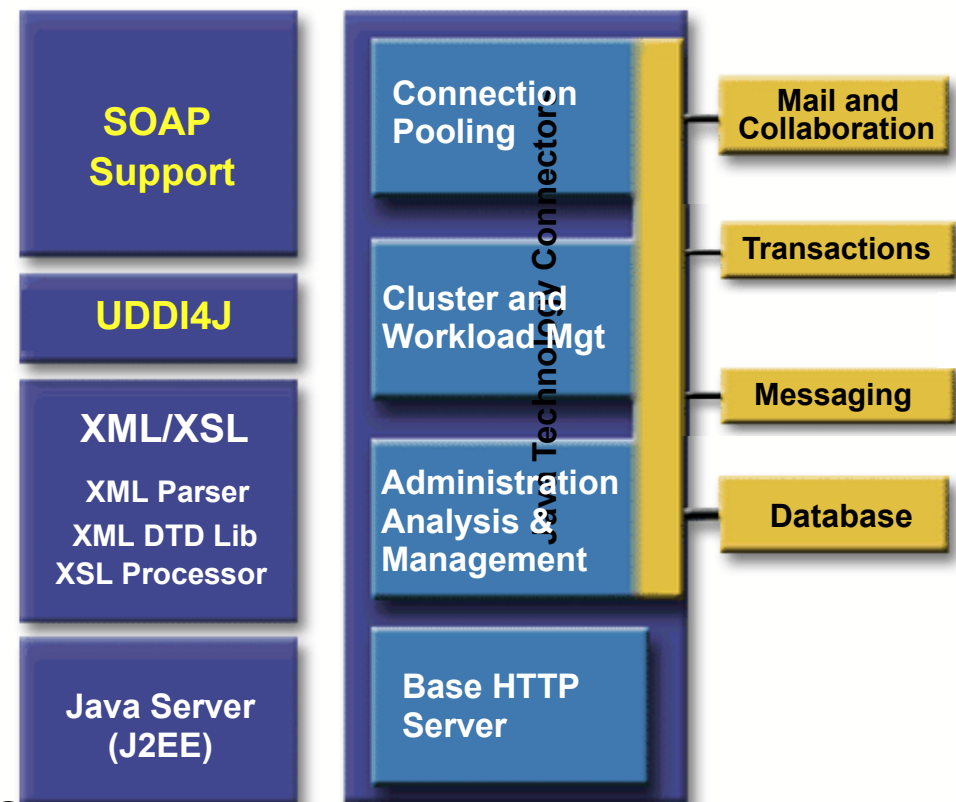 SOAP
Support
UDDI4J
XML/XSL
XML Parser
XML DTD Lib
XSL Processor
Java Server
(J2EE)
Connection
Pooling
Cluster and
Workload Mgt
Administration
Analysis &
Management
Base HTTP
Server
Java Technology Connectors
Mail and
Collaboration
Transactions
Messaging
Database